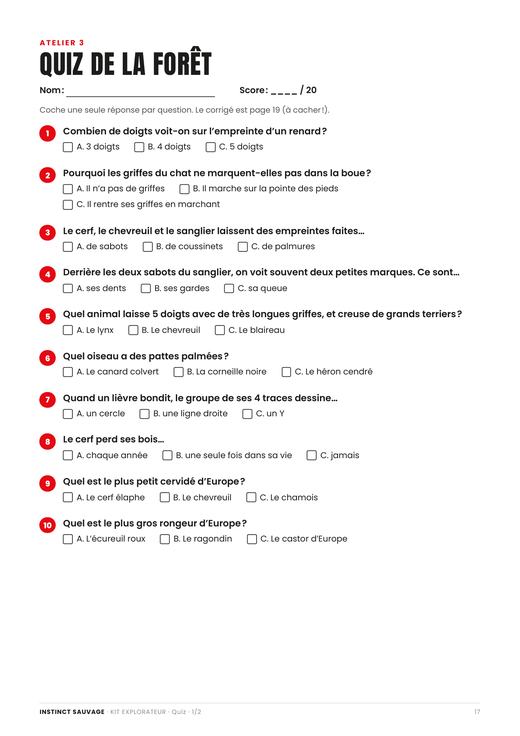 ATELIER 3
QUIZ DE LA FORÊT
Nom : ____________________ Score : ____ / 20
Coche une seule réponse par question. Le corrigé est page 19 (à cacher !).
1 Combien de doigts voit-on sur l'empreinte d'un renard ?
A. 3 doigts B. 4 doigts C. 5 doigts
2 Pourquoi les griffes du chat ne marquent-elles pas dans la boue ?
A. Il n'a pas de griffes B. Il marche sur la pointe des pieds
C. Il rentre ses griffes en marchant
3 Le cerf, le chevreuil et le sanglier laissent des empreintes faites…
A. de sabots B. de coussinets C. de palmures
4 Derrière les deux sabots du sanglier, on voit souvent deux petites marques. Ce sont…
A. ses dents B. ses gardes C. sa queue
5 Quel animal laisse 5 doigts avec de très longues griffes, et creuse de grands terriers ?
A. Le lynx B. Le chevreuil C. Le blaireau
6 Quel oiseau a des pattes palmées ?
A. Le canard colvert B. La corneille noire C. Le héron cendré
7 Quand un lièvre bondit, le groupe de ses 4 traces dessine…
A. un cercle B. une ligne droite C. un Y
8 Le cerf perd ses bois…
A. chaque année B. une seule fois dans sa vie C. jamais
9 Quel est le plus petit cervidé d'Europe ?
A. Le cerf élaphe B. Le chevreuil C. Le chamois
10 Quel est le plus gros rongeur d'Europe ?
A. L'écureuil roux B. Le ragondin C. Le castor d'Europe
INSTINCT SAUVAGE · KIT EXPLORATEUR · Quiz · 1/2 17